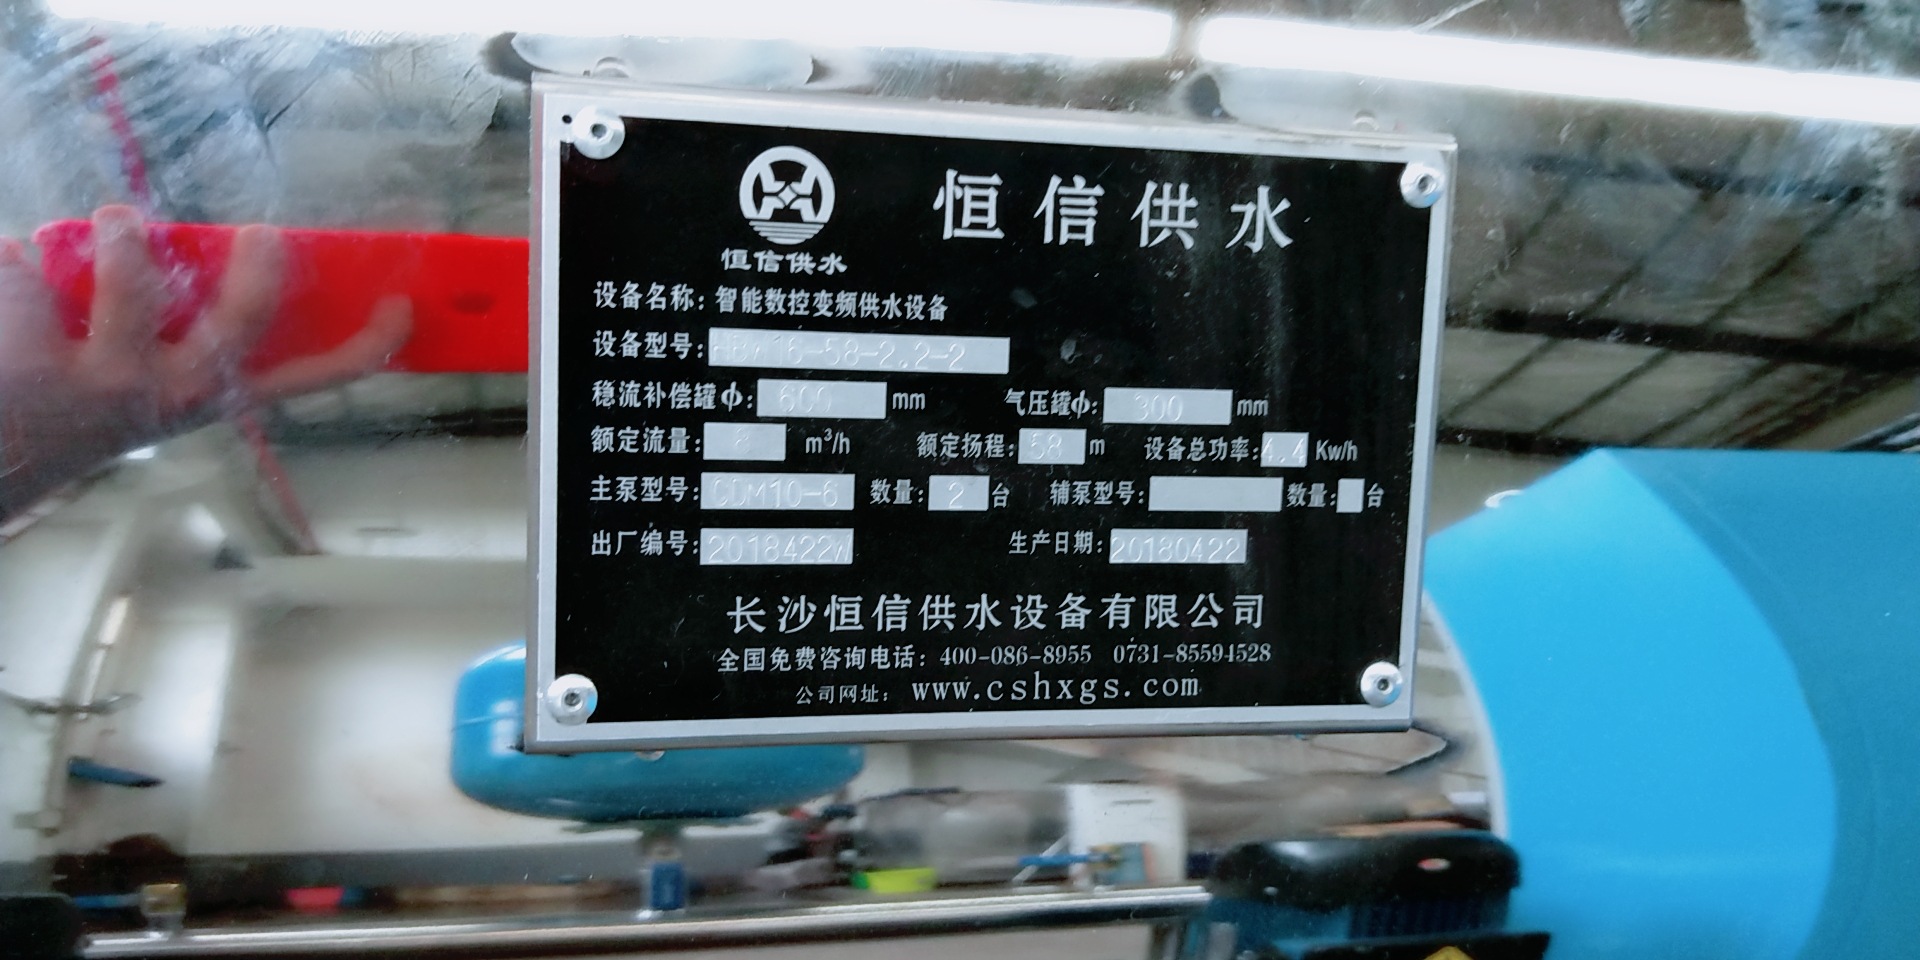 恒信供水
恒信供水
设备名称：智能数控变频供水设备
设备型号：HBW16-58-2.2-2
稳流补偿罐ф：600 mm 气压罐ф：300 mm
额定流量： m³/h 额定扬程：58 m 设备总功率：4.4 Kw/h
主泵型号：CDM10-6 数量：2 台 辅泵型号： 数量： 台
出厂编号：2018422W 生产日期：20180422
长沙恒信供水设备有限公司
全国免费咨询电话：400-086-8955 0731-85594528
公司网址：www.cshxgs.com